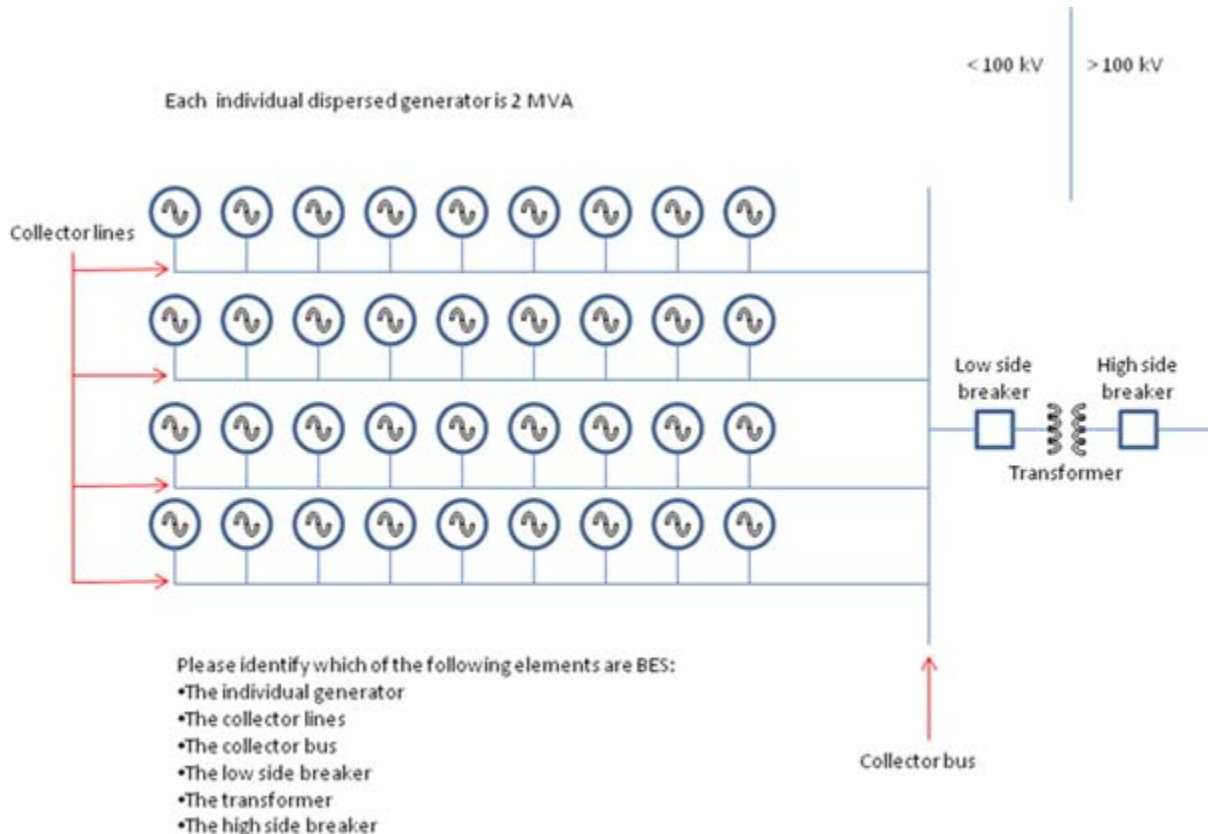 < 100 kV
> 100 kV
Each individual dispersed generator is 2 MVA
Collector lines
Low side
breaker
High side
breaker
Transformer
Please identify which of the following elements are BES:
•The individual generator
•The collector lines
•The collector bus
•The low side breaker
•The transformer
•The high side breaker
Collector bus